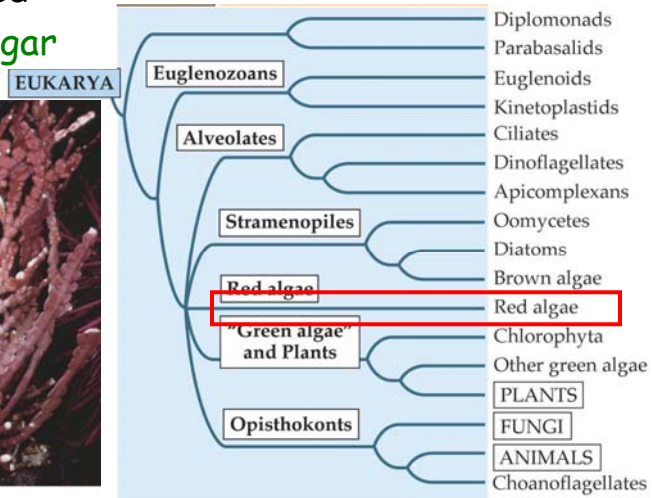 gar
EUKARYA
Euglenozoans
Alveolates
Stramenopiles
Red algae
"Green algae"
and Plants
Opisthokonts
Diplomonads
Parabasalids
Euglenoids
Kinetoplastids
Ciliates
Dinoflagellates
Apicomplexans
Oomycetes
Diatoms
Brown algae
Red algae
Chlorophyta
Other green algae
PLANTS
FUNGI
ANIMALS
Choanoflagellates